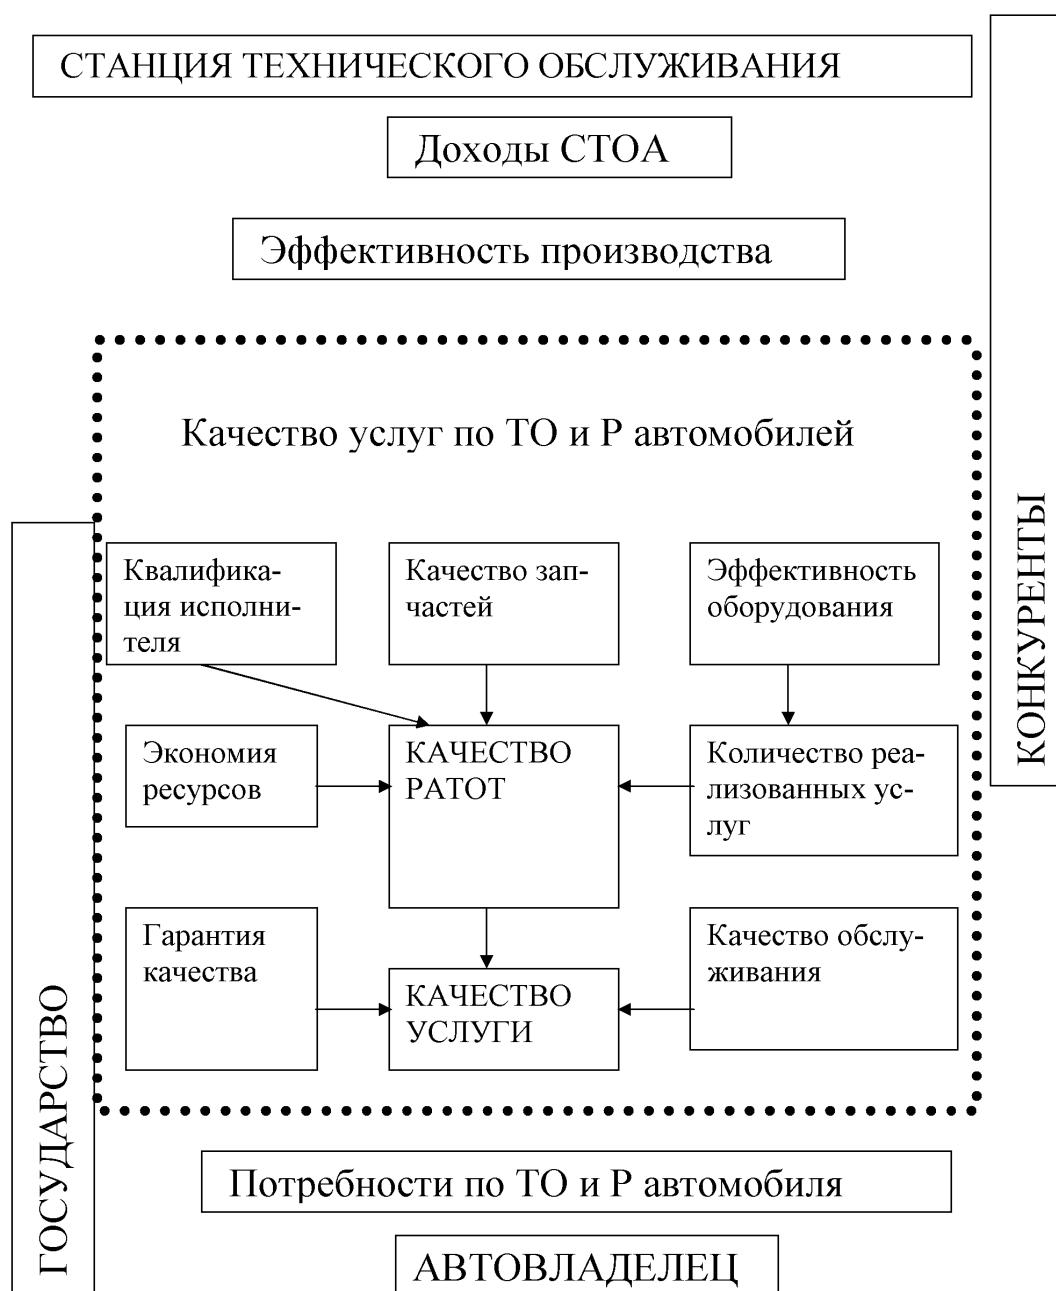 СТАНЦИЯ ТЕХНИЧЕСКОГО ОБСЛУЖИВАНИЯ
Доходы СТОА
Эффективность производства
Качество услуг по ТО и Р автомобилей
КОНКУРЕНТЫ
ГОСУДАРСТВО
Квалифика-
ция исполни-
теля
Качество зап-
частей
Эффективность
оборудования
Экономия
ресурсов
КАЧЕСТВО
РАТОТ
Количество реа-
лизованных ус-
луг
Гарантия
качества
КАЧЕСТВО
УСЛУГИ
Качество обслу-
живания
Потребности по ТО и Р автомобиля
АВТОВЛАДЕЛЕЦ